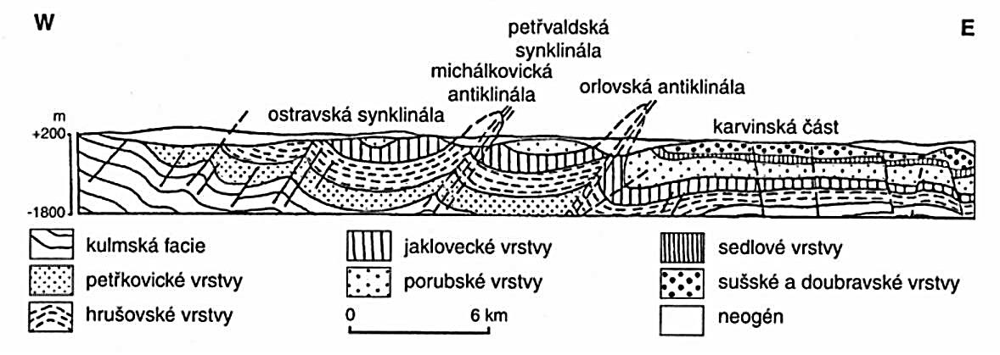 W
E
petřvaldská
synklinála
michálkovická
antiklinála
orlovská antiklinála
ostravská synklinála
karvinská část
m
+200
-1800
kulmská facie
petřkovické vrstvy
hrušovské vrstvy
jaklovecké vrstvy
porubské vrstvy
0 6 km
sedlové vrstvy
sušské a doubravské vrstvy
neogén